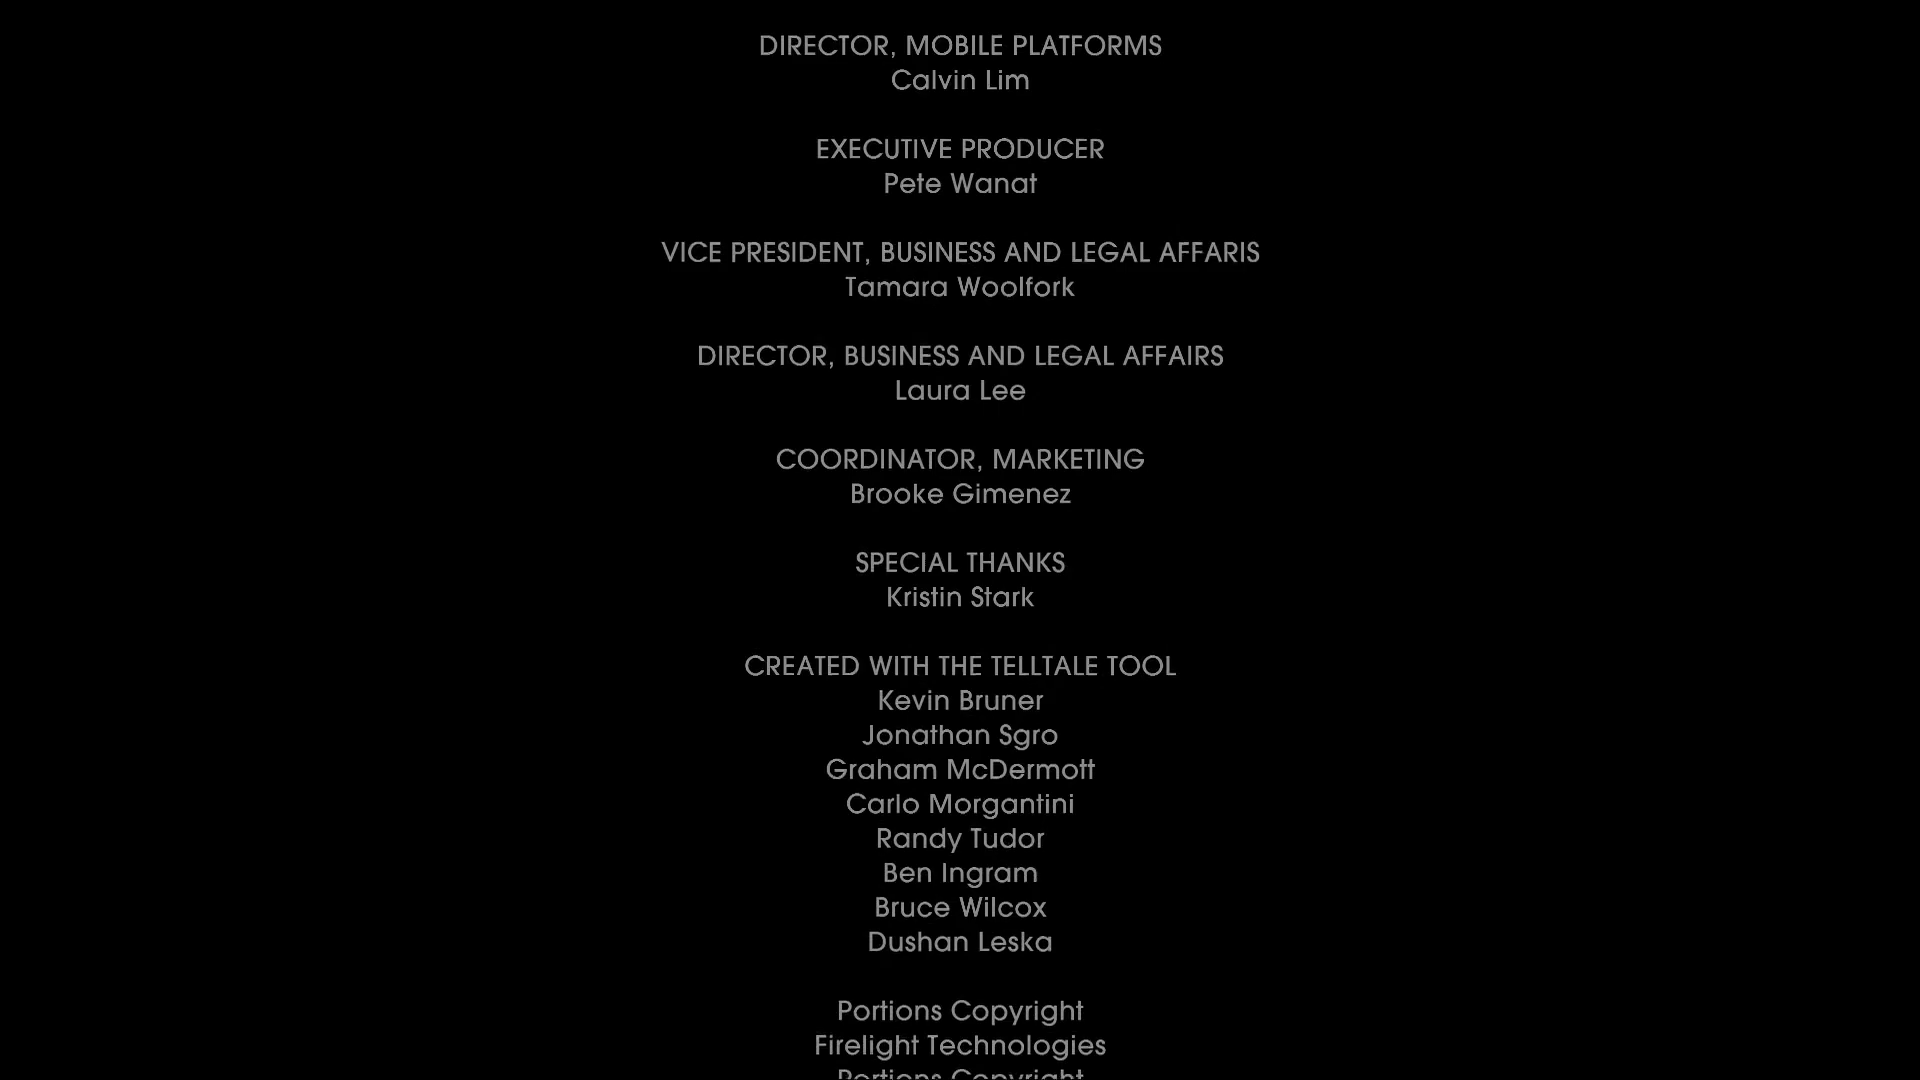 DIRECTOR, MOBILE PLATFORMS
Calvin Lim
EXECUTIVE PRODUCER
Pete Wanat
VICE PRESIDENT, BUSINESS AND LEGAL AFFARIS
Tamara Woolfork
DIRECTOR, BUSINESS AND LEGAL AFFAIRS
Laura Lee
COORDINATOR, MARKETING
Brooke Gimenez
SPECIAL THANKS
Kristin Stark
CREATED WITH THE TELLTALE TOOL
Kevin Bruner
Jonathan Sgro
Graham McDermott
Carlo Morgantini
Randy Tudor
Ben Ingram
Bruce Wilcox
Dushan Leska
Portions Copyright
Firelight Technologies
Portions Copyright